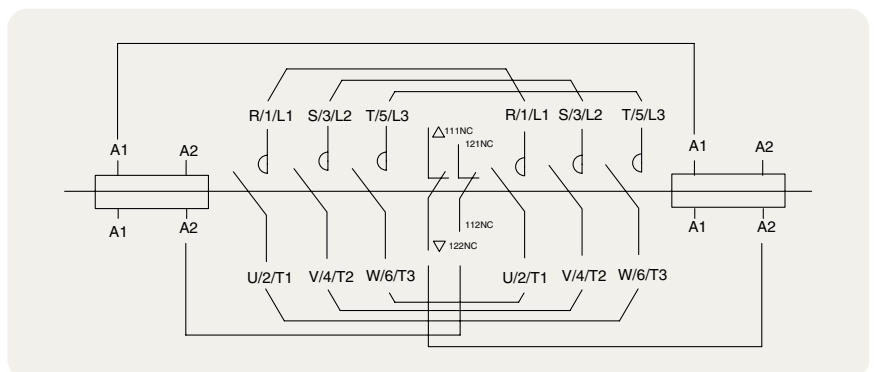 R/1/L1 S/3/L2 T/5/L3 R/1/L1 S/3/L2 T/5/L3
111NC
121NC
A1 A2 A1 A2
A1 A2 A1 A2
112NC
122NC
U/2/T1 V/4/T2 W/6/T3 U/2/T1 V/4/T2 W/6/T3